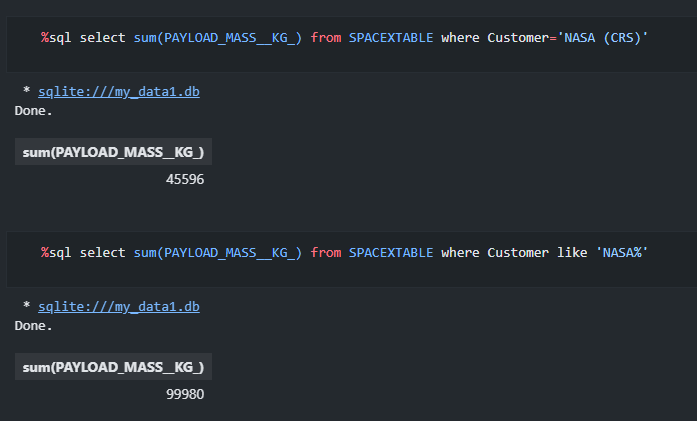 %sql select sum(PAYLOAD_MASS__KG_) from SPACEXTABLE where Customer='NASA (CRS)'
* sqlite:///my_data1.db
Done.
sum(PAYLOAD_MASS__KG_)
45596
%sql select sum(PAYLOAD_MASS__KG_) from SPACEXTABLE where Customer like 'NASA%'
* sqlite:///my_data1.db
Done.
sum(PAYLOAD_MASS__KG_)
99980